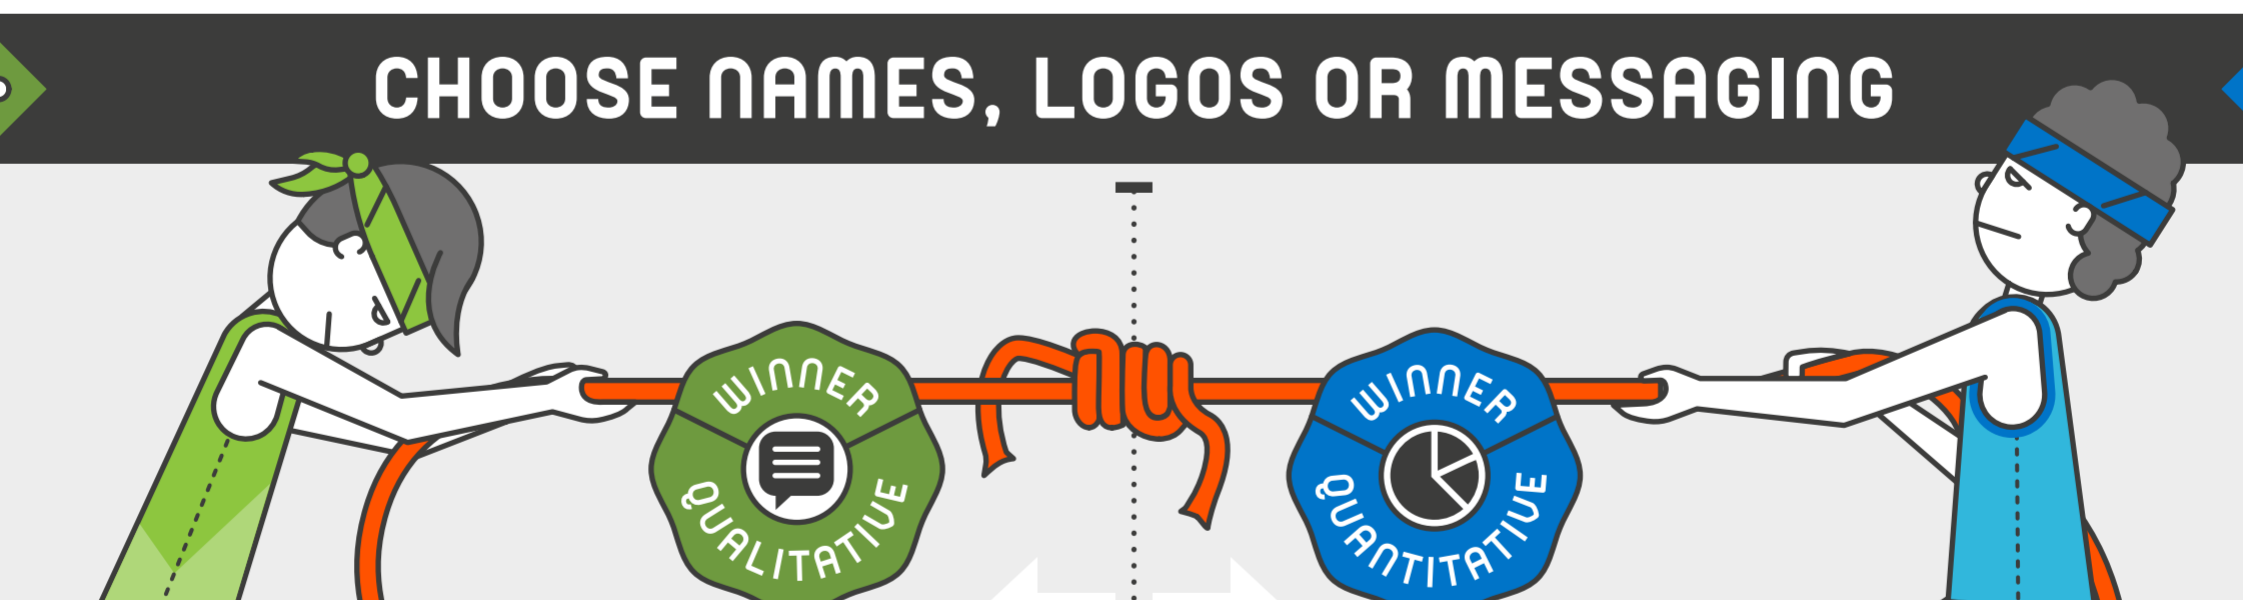 CHOOSE NAMES, LOGOS OR MESSAGING
WINNER
QUALITATIVE
WINNER
QUANTITATIVE